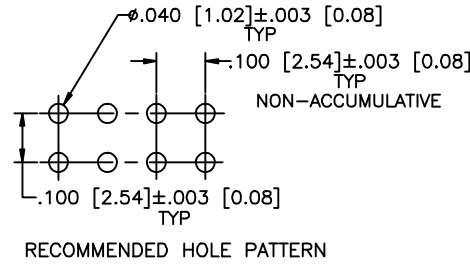 ⌀.040 [1.02]±.003 [0.08]
TYP
.100 [2.54]±.003 [0.08]
TYP
NON-ACCUMULATIVE
.100 [2.54]±.003 [0.08]
TYP
RECOMMENDED HOLE PATTERN